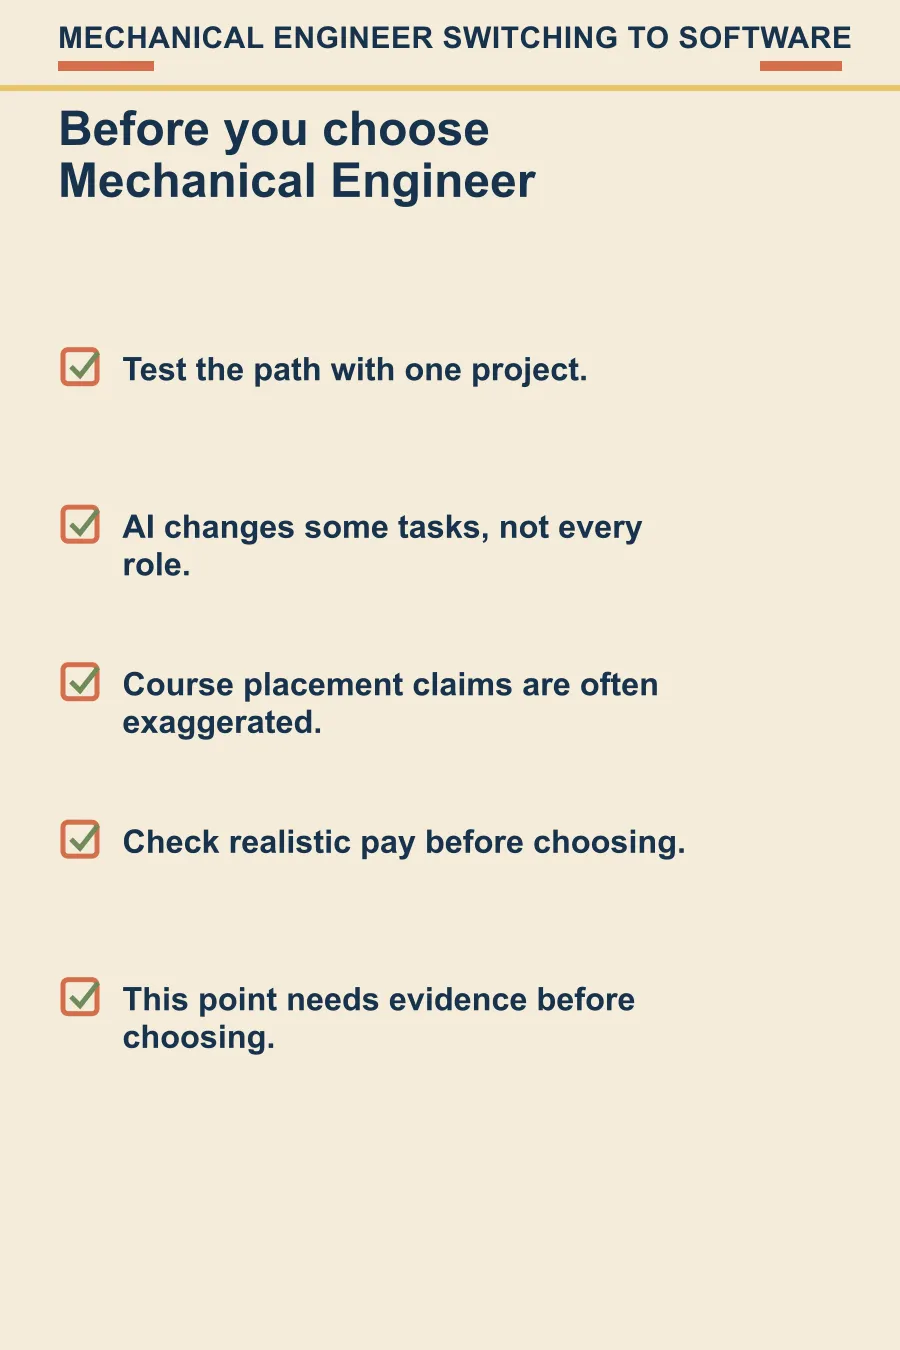 MECHANICAL ENGINEER SWITCHING TO SOFTWARE
Before you choose
Mechanical Engineer
Test the path with one project.
AI changes some tasks, not every
role.
Course placement claims are often
exaggerated.
Check realistic pay before choosing.
This point needs evidence before
choosing.